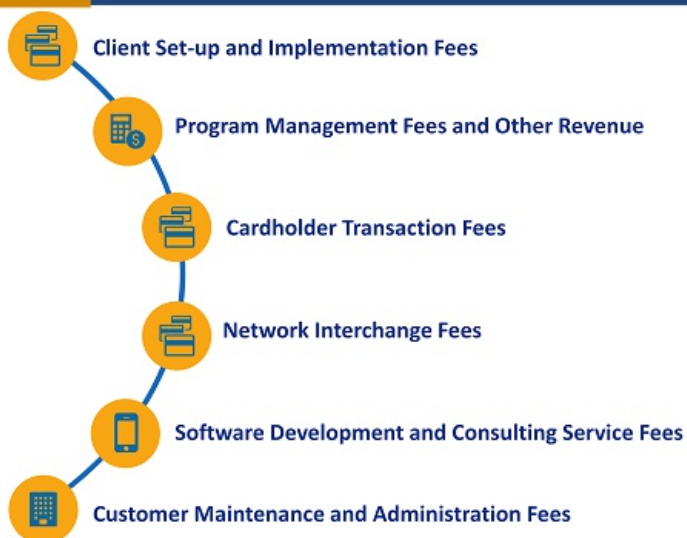 Client Set-up and Implementation Fees
Program Management Fees and Other Revenue
Cardholder Transaction Fees
Network Interchange Fees
Software Development and Consulting Service Fees
Customer Maintenance and Administration Fees